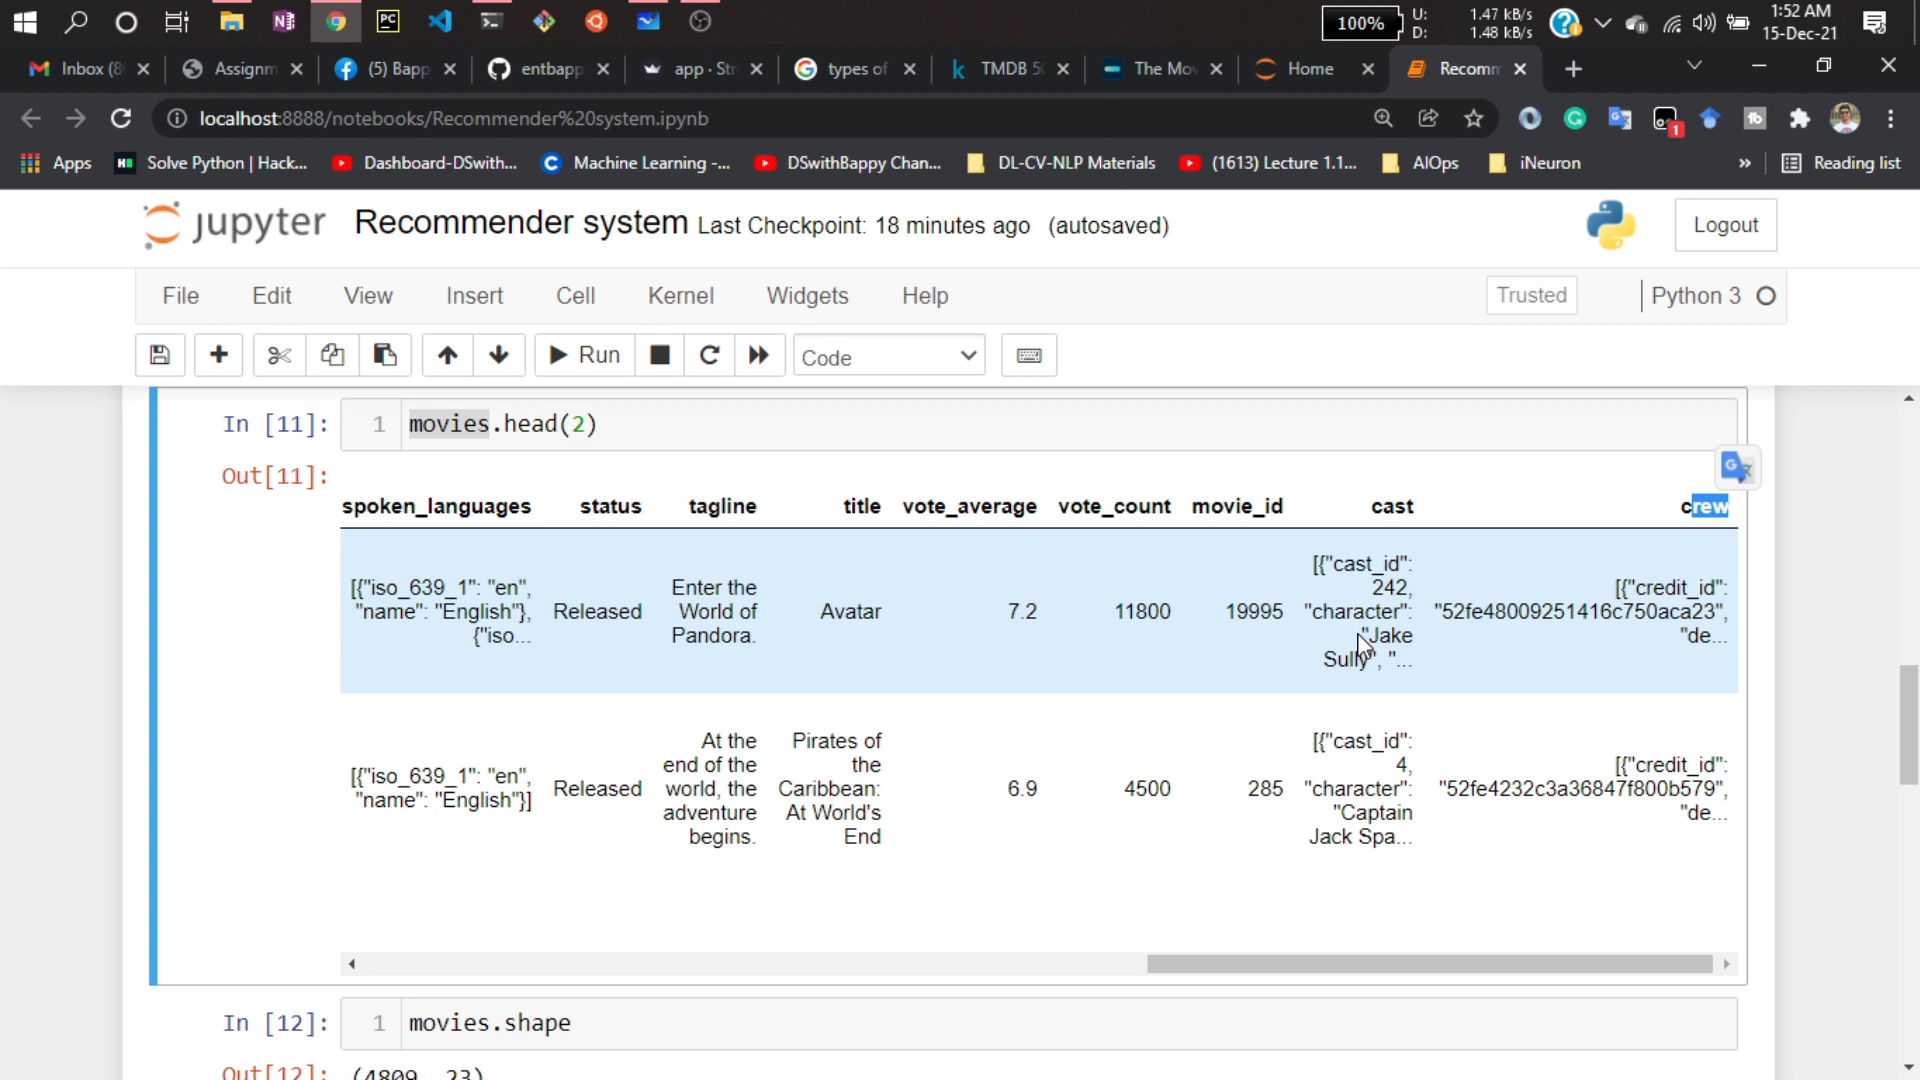 PC
100%
U: 1.47 kB/s
D: 1.48 kB/s
1:52 AM
15-Dec-21
Inbox (8
Assignm
(5) Bapp
entbapp
app · Str
types of
TMDB 5
The Mov
Home
Recomm
localhost:8888/notebooks/Recommender%20system.ipynb
1
Apps
Solve Python | Hack...
Dashboard-DSwith...
Machine Learning -...
DSwithBappy Chan...
DL-CV-NLP Materials
(1613) Lecture 1.1...
AIOps
iNeuron
»
Reading list
jupyter
Recommender system Last Checkpoint: 18 minutes ago (autosaved)
Logout
File Edit View Insert Cell Kernel Widgets Help
Trusted
Python 3
Run
Code
In [11]:
1 movies.head(2)
Out[11]:
spoken_languages status tagline title vote_average vote_count movie_id cast crew
[{"iso_639_1": "en",
"name": "English"},
{"iso...
Released
Enter the
World of
Pandora.
Avatar
7.2
11800
19995
[{"cast_id":
242,
"character":
"Jake
Sully", "...
[{"credit_id":
"52fe48009251416c750aca23",
"de...
[{"iso_639_1": "en",
"name": "English"}]
Released
At the
end of the
world, the
adventure
begins.
Pirates of
the
Caribbean:
At World's
End
6.9
4500
285
[{"cast_id":
4,
"character":
"Captain
Jack Spa...
[{"credit_id":
"52fe4232c3a36847f800b579",
"de...
In [12]:
1 movies.shape
Out[12]:
(4809, 23)